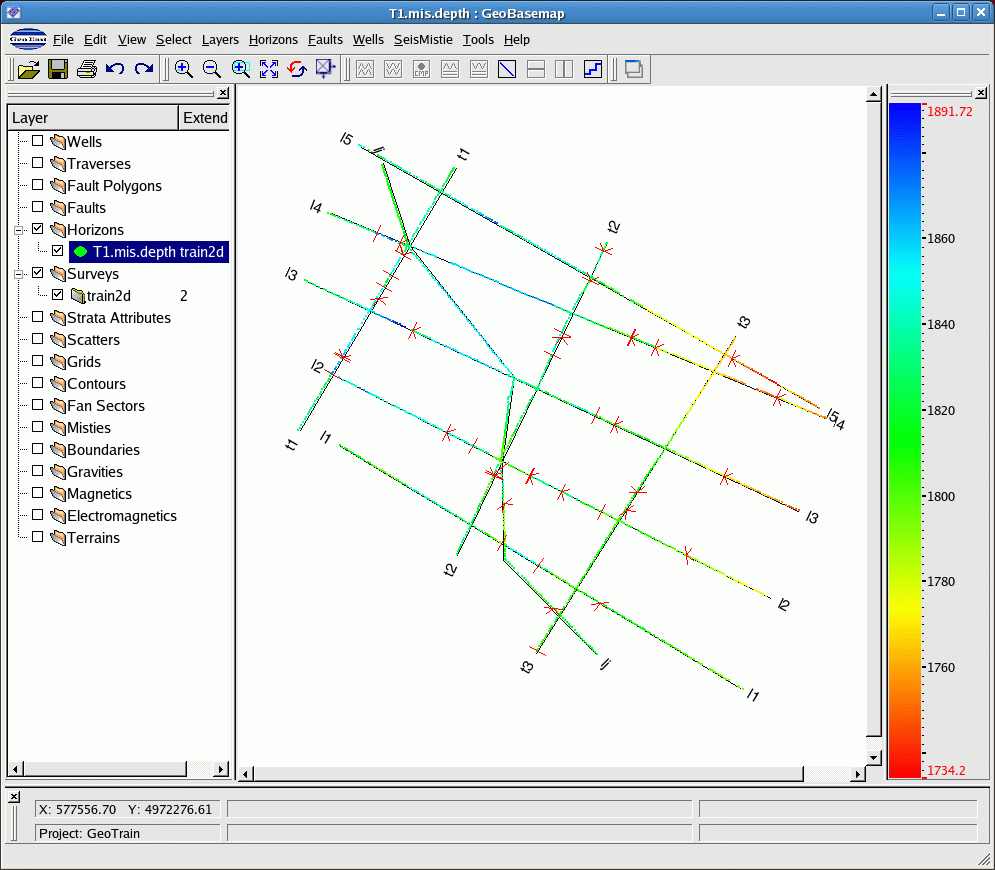 T1.mis.depth : GeoBasemap
GeoEast File Edit View Select Layers Horizons Faults Wells SeisMistie Tools Help
CMP
Layer Extend
Wells
Traverses
Fault Polygons
Faults
Horizons
T1.mis.depth train2d
Surveys
train2d 2
Strata Attributes
Scatters
Grids
Contours
Fan Sectors
Misties
Boundaries
Gravities
Magnetics
Electromagnetics
Terrains
l5
lj
t1
l4
t2
l3
t3
l2
l5
l4
t1
l1
l3
t2
l2
t3
lj
l1
1891.72
1860
1840
1820
1800
1780
1760
1734.2
X: 577556.70 Y: 4972276.61
Project: GeoTrain